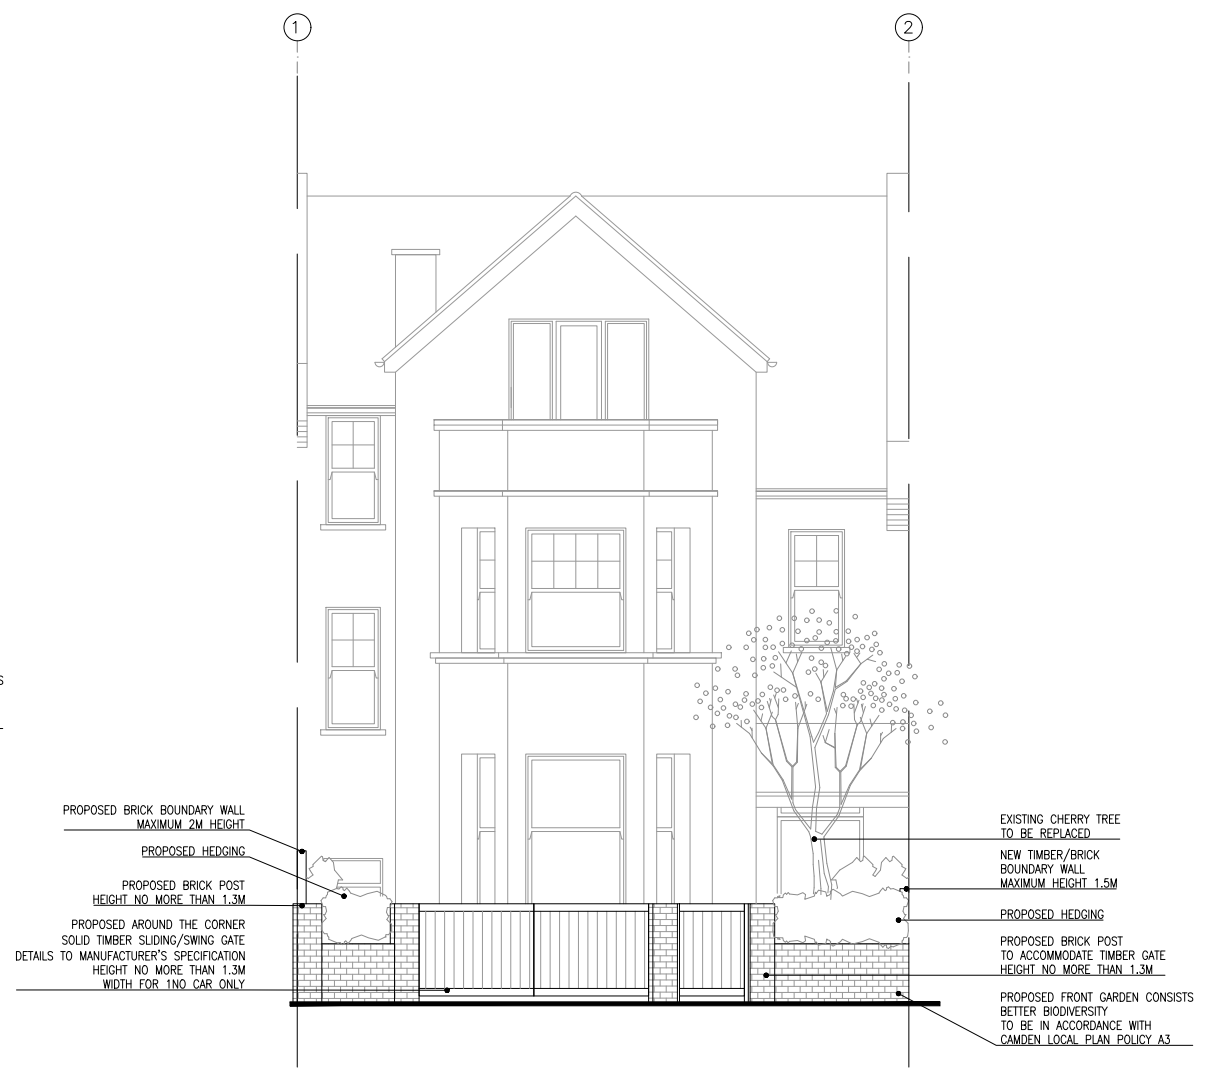 1
2
S
PROPOSED BRICK BOUNDARY WALL
MAXIMUM 2M HEIGHT
PROPOSED HEDGING
PROPOSED BRICK POST
HEIGHT NO MORE THAN 1.3M
PROPOSED AROUND THE CORNER
SOLID TIMBER SLIDING/SWING GATE
DETAILS TO MANUFACTURER'S SPECIFICATION
HEIGHT NO MORE THAN 1.3M
WIDTH FOR 1NO CAR ONLY
EXISTING CHERRY TREE
TO BE REPLACED
NEW TIMBER/BRICK
BOUNDARY WALL
MAXIMUM HEIGHT 1.5M
PROPOSED HEDGING
PROPOSED BRICK POST
TO ACCOMMODATE TIMBER GATE
HEIGHT NO MORE THAN 1.3M
PROPOSED FRONT GARDEN CONSISTS
BETTER BIODIVERSITY
TO BE IN ACCORDANCE WITH
CAMDEN LOCAL PLAN POLICY A3